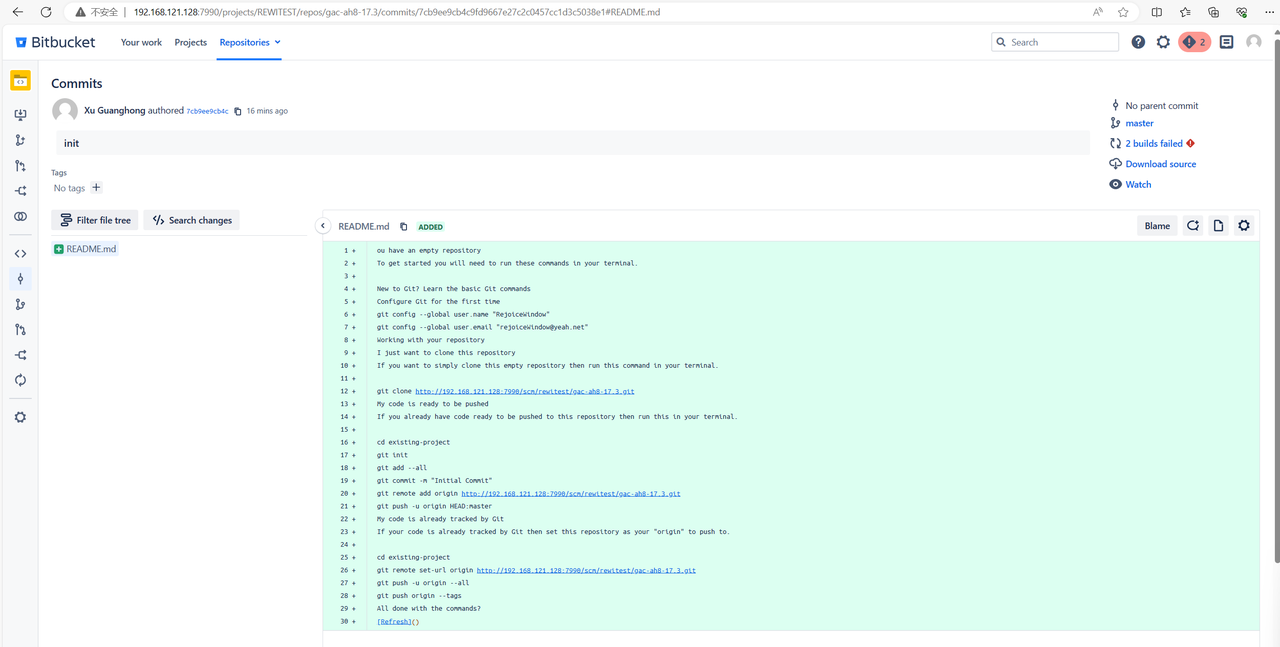 不安全
192.168.121.128:7990/projects/REWITEST/repos/gac-ah8-17.3/commits/7cb9ee9cb4c9fd9667e27c2c0457cc1d3c5038e1#README.md
Bitbucket
Your work
Projects
Repositories
Search
2
Commits
Xu Guanghong authored 7cb9ee9cb4c 16 mins ago
init
No parent commit
master
2 builds failed
Download source
Watch
Tags
No tags +
Filter file tree
Search changes
README.md
README.md ADDED
Blame
1 + ou have an empty repository
2 + To get started you will need to run these commands in your terminal.
3 +
4 + New to Git? Learn the basic Git commands
5 + Configure Git for the first time
6 + git config --global user.name "RejoiceWindow"
7 + git config --global user.email "rejoiceWindow@yeah.net"
8 + Working with your repository
9 + I just want to clone this repository
10 + If you want to simply clone this empty repository then run this command in your terminal.
11 +
12 + git clone http://192.168.121.128:7990/scm/rewitest/gac-ah8-17.3.git
13 + My code is ready to be pushed
14 + If you already have code ready to be pushed to this repository then run this in your terminal.
15 +
16 + cd existing-project
17 + git init
18 + git add --all
19 + git commit -m "Initial Commit"
20 + git remote add origin http://192.168.121.128:7990/scm/rewitest/gac-ah8-17.3.git
21 + git push -u origin HEAD:master
22 + My code is already tracked by Git
23 + If your code is already tracked by Git then set this repository as your "origin" to push to.
24 +
25 + cd existing-project
26 + git remote set-url origin http://192.168.121.128:7990/scm/rewitest/gac-ah8-17.3.git
27 + git push -u origin --all
28 + git push origin --tags
29 + All done with the commands?
30 + [Refresh]()